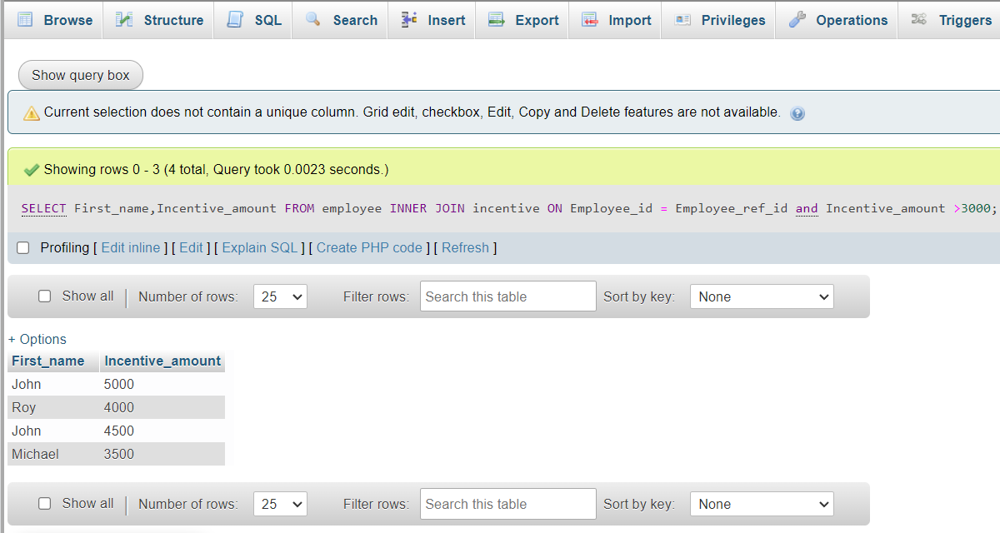 Browse Structure SQL Search Insert Export Import Privileges Operations Triggers
Show query box
Current selection does not contain a unique column. Grid edit, checkbox, Edit, Copy and Delete features are not available.
Showing rows 0 - 3 (4 total, Query took 0.0023 seconds.)
SELECT First_name,Incentive_amount FROM employee INNER JOIN incentive ON Employee_id = Employee_ref_id and Incentive_amount >3000;
Profiling [ Edit inline ] [ Edit ] [ Explain SQL ] [ Create PHP code ] [ Refresh ]
Show all | Number of rows: 25 Filter rows: Search this table Sort by key: None
+ Options
First_name Incentive_amount
John 5000
Roy 4000
John 4500
Michael 3500
Show all | Number of rows: 25 Filter rows: Search this table Sort by key: None